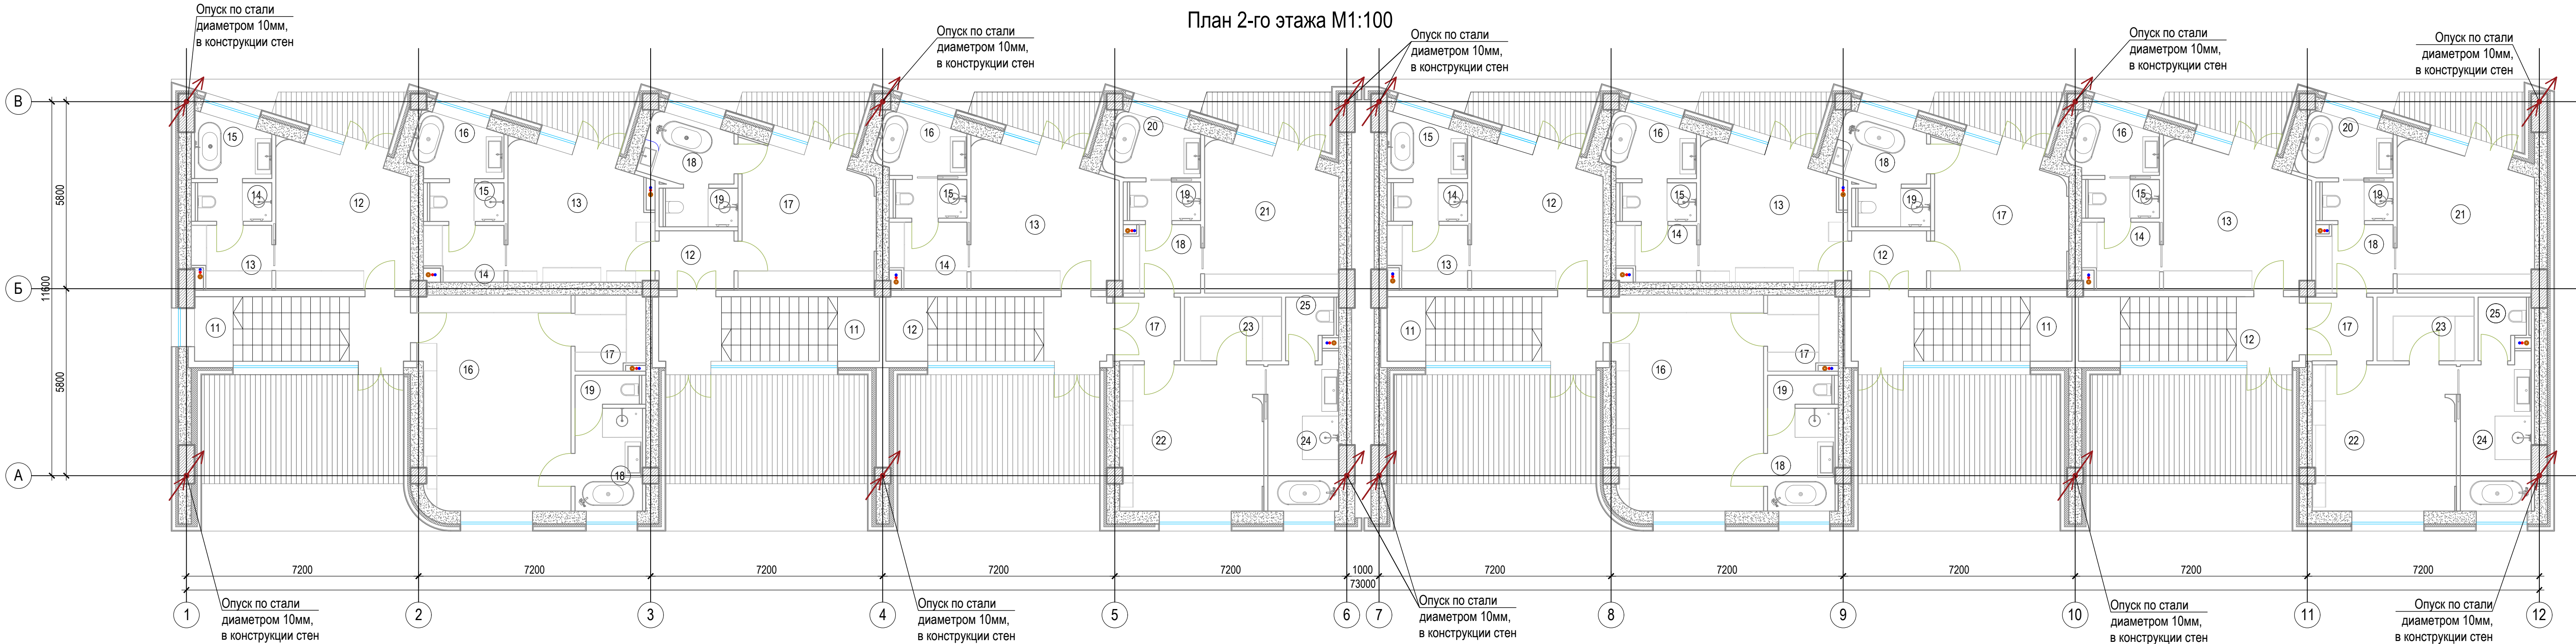 План 2-го этажа М1:100
Опуск по стали
диаметром 10мм,
в конструкции стен
Опуск по стали
диаметром 10мм,
в конструкции стен
Опуск по стали
диаметром 10мм,
в конструкции стен
Опуск по стали
диаметром 10мм,
в конструкции стен
Опуск по стали
диаметром 10мм,
в конструкции стен
В
15
16
18
16
20
15
16
18
16
20
5800
14
12
15
13
19
17
15
13
19
21
14
12
15
13
19
17
15
13
19
21
13
14
12
14
18
13
14
12
14
18
Б
11600
11
11
12
17
23
25
11
11
12
17
23
25
5800
16
17
19
18
22
24
16
17
19
18
22
24
А
7200
7200
7200
7200
7200
1000
7200
7200
7200
7200
7200
73000
1
2
3
4
5
6
7
8
9
10
11
12
Опуск по стали
диаметром 10мм,
в конструкции стен
Опуск по стали
диаметром 10мм,
в конструкции стен
Опуск по стали
диаметром 10мм,
в конструкции стен
Опуск по стали
диаметром 10мм,
в конструкции стен
Опуск по стали
диаметром 10мм,
в конструкции стен